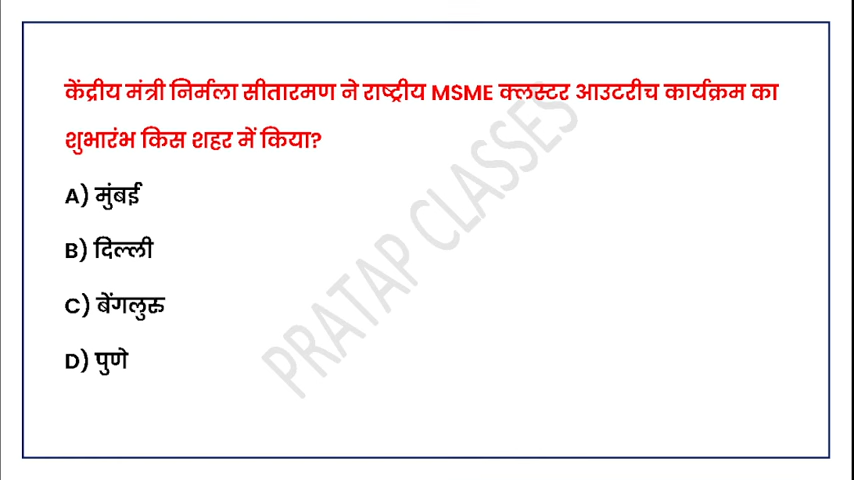 केंद्रीय मंत्री निर्मला सीतारमण ने राष्ट्रीय MSME क्लस्टर आउटरीच कार्यक्रम का
शुभारंभ किस शहर में किया?
A) मुंबई
B) दिल्ली
C) बेंगलुरु
D) पुणे
PRATAP CLASSES